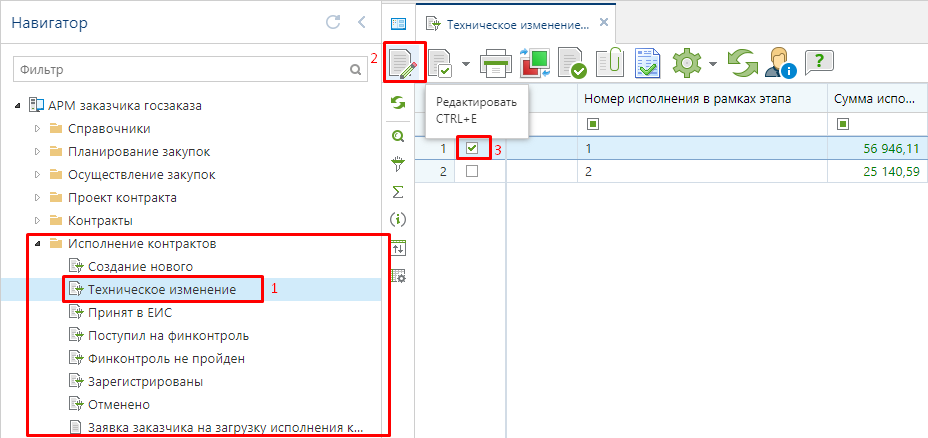 Навигатор
Фильтр
АРМ заказчика госзаказа
Справочники
Планирование закупок
Осуществление закупок
Проект контракта
Контракты
Исполнение контрактов
Создание нового
Техническое изменение
1
Принят в ЕИС
Поступил на финконтроль
Финконтроль не пройден
Зарегистрированы
Отменено
Заявка заказчика на загрузку исполнения к...
Техническое изменение...
2
Редактировать
CTRL+E
Номер исполнения в рамках этапа
Сумма испо...
1
3
1
56 946,11
2
2
25 140,59